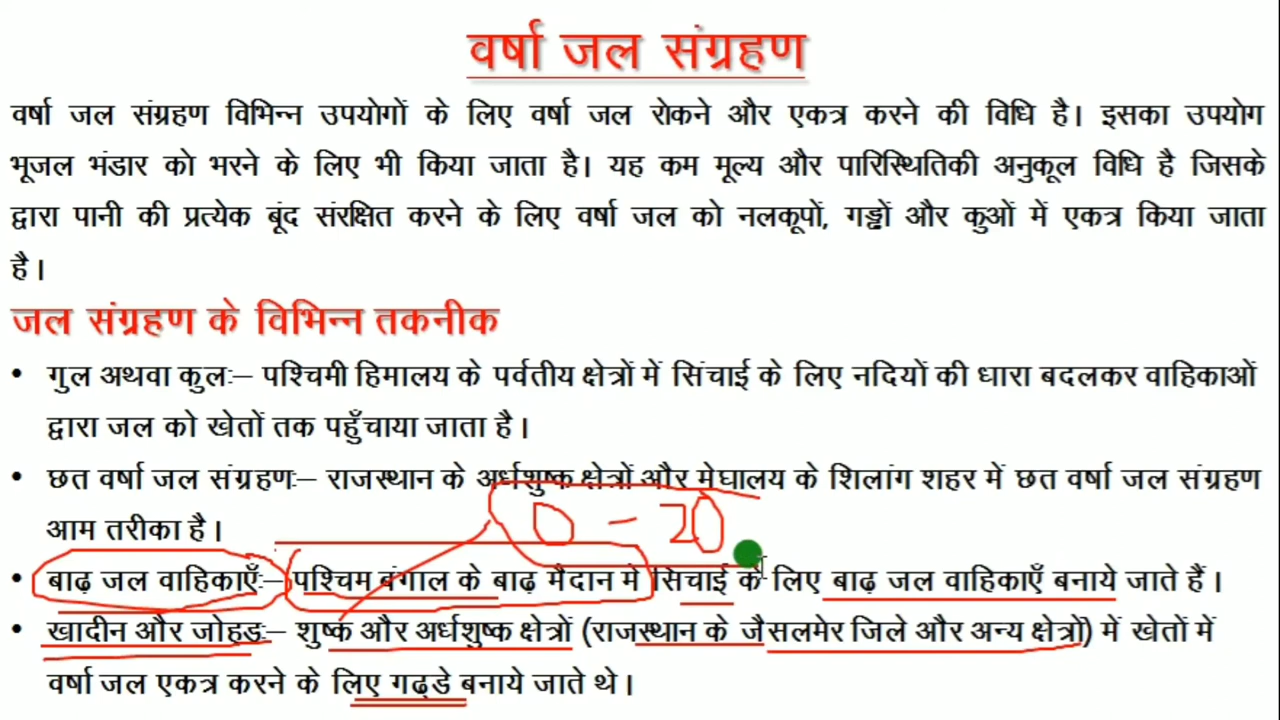 वर्षा जल संग्रहण
वर्षा जल संग्रहण विभिन्न उपयोगों के लिए वर्षा जल रोकने और एकत्र करने की विधि है। इसका उपयोग
भूजल भंडार को भरने के लिए भी किया जाता है। यह कम मूल्य और पारिस्थितिकी अनुकूल विधि है जिसके
द्वारा पानी की प्रत्येक बूंद संरक्षित करने के लिए वर्षा जल को नलकूपों, गड्ढों और कुओं में एकत्र किया जाता
है।
जल संग्रहण के विभिन्न तकनीक
• गुल अथवा कुलः– पश्चिमी हिमालय के पर्वतीय क्षेत्रों में सिंचाई के लिए नदियों की धारा बदलकर वाहिकाओं
द्वारा जल को खेतों तक पहुँचाया जाता है।
• छत वर्षा जल संग्रहणः– राजस्थान के अर्धशुष्क क्षेत्रों और मेघालय के शिलांग शहर में छत वर्षा जल संग्रहण
आम तरीका है।
0 – 20
• बाढ़ जल वाहिकाएँः– पश्चिम बंगाल के बाढ़ मैदान में सिंचाई के लिए बाढ़ जल वाहिकाएँ बनाये जाते हैं।
• खादीन और जोहडः– शुष्क और अर्धशुष्क क्षेत्रों (राजस्थान के जैसलमेर जिले और अन्य क्षेत्रों) में खेतों में
वर्षा जल एकत्र करने के लिए गढ्डे बनाये जाते थे।